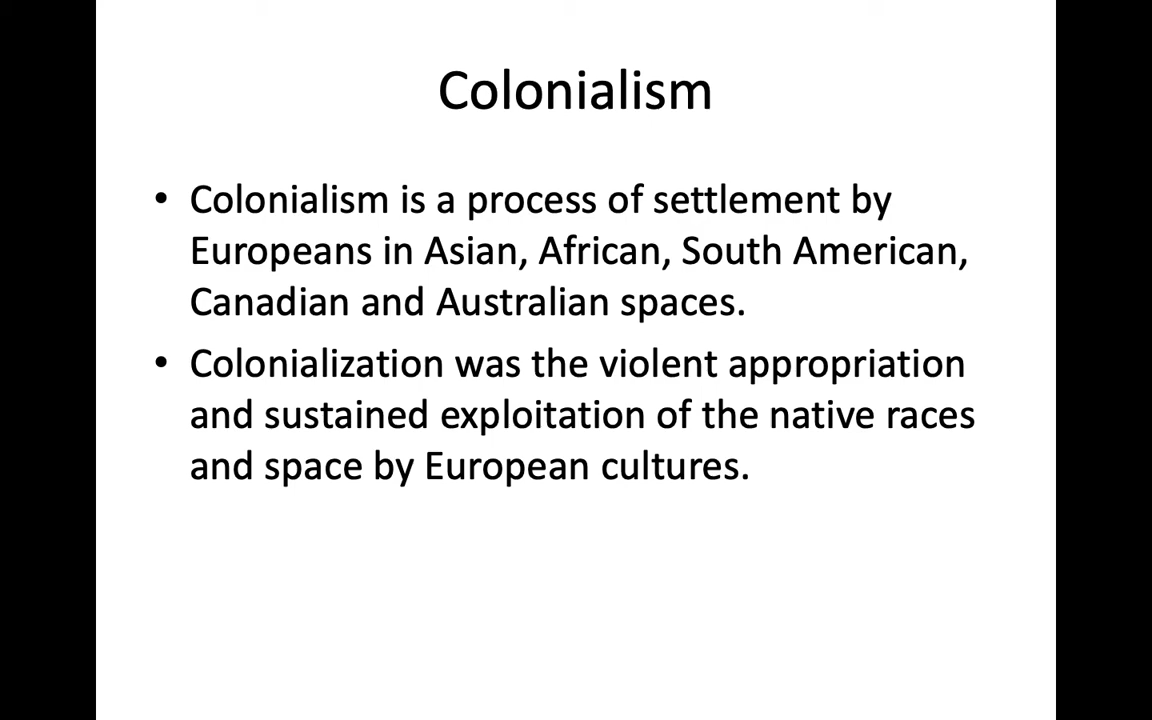 Colonialism
• Colonialism is a process of settlement by
Europeans in Asian, African, South American,
Canadian and Australian spaces.
• Colonialization was the violent appropriation
and sustained exploitation of the native races
and space by European cultures.